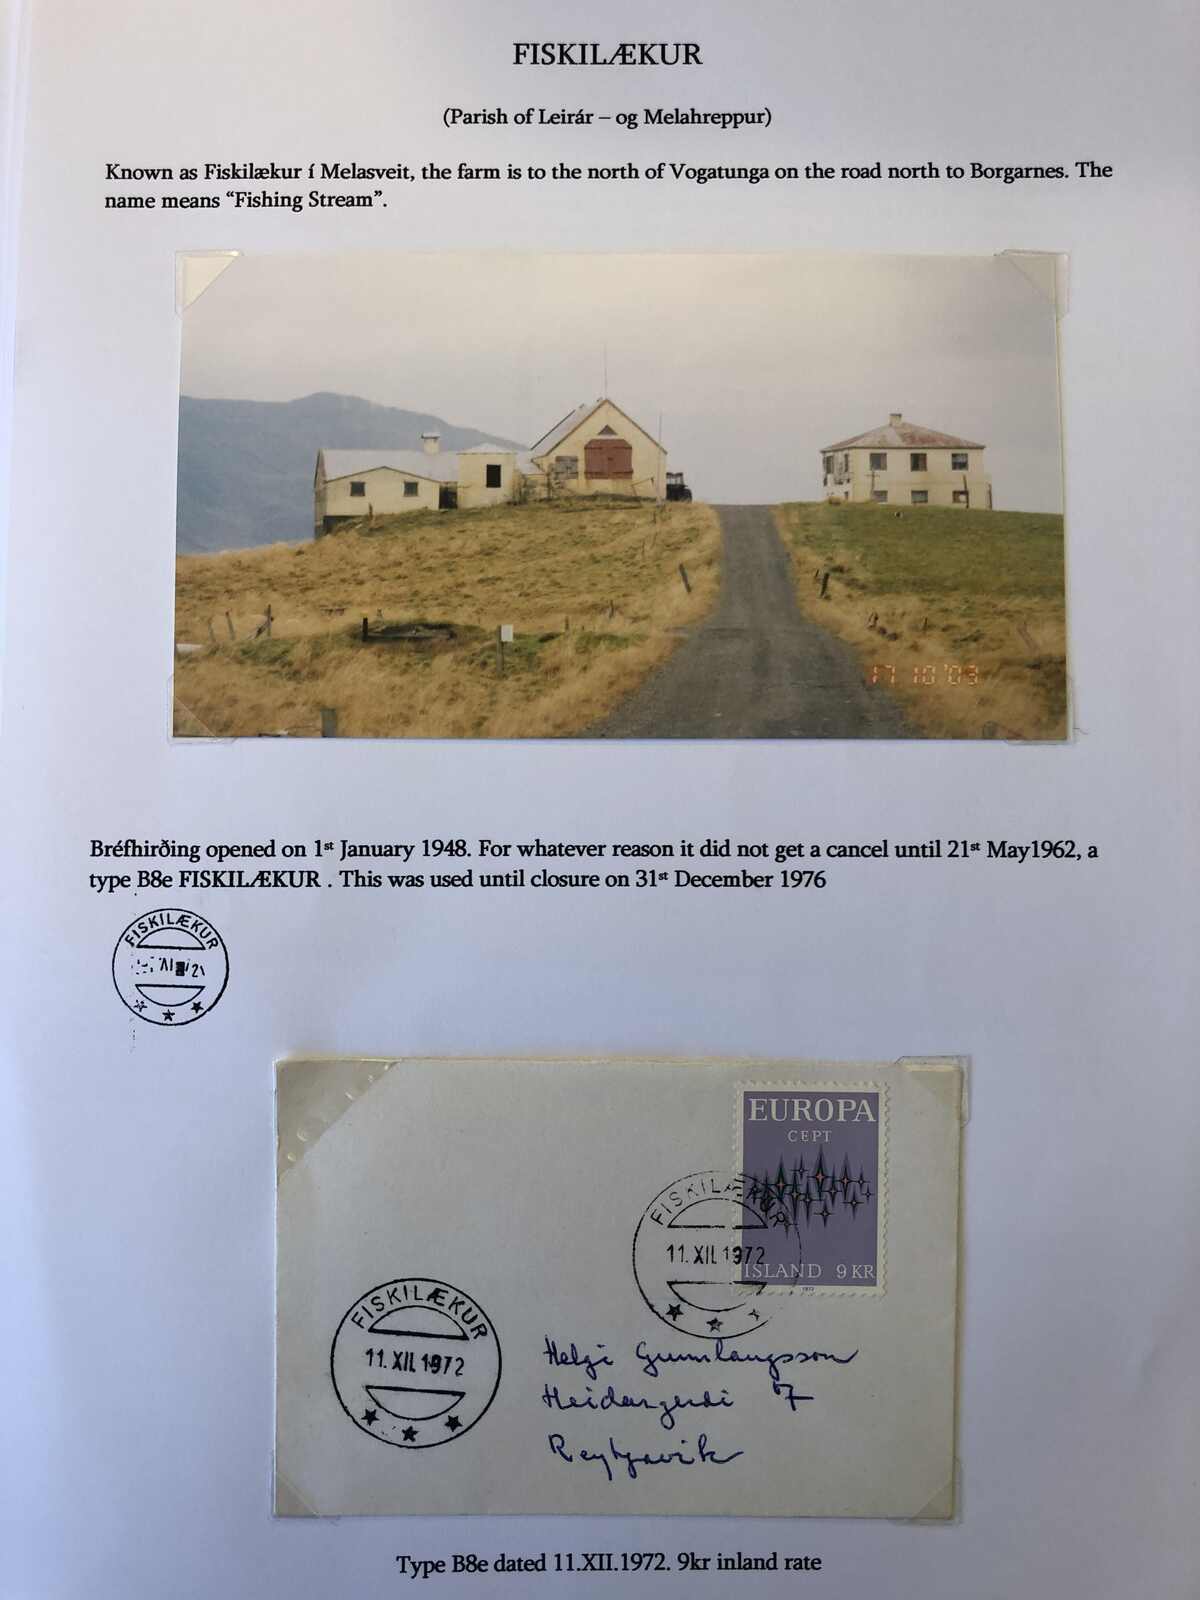 FISKILÆKUR
(Parish of Leirár – og Melahreppur)
Known as Fiskilækur í Melasveit, the farm is to the north of Vogatunga on the road north to Borgarnes. The
name means “Fishing Stream”.
17 10 '03
Bréfhirðing opened on 1st January 1948. For whatever reason it did not get a cancel until 21st May1962, a
type B8e FISKILÆKUR . This was used until closure on 31st December 1976
FISKILÆKUR
EUROPA
CEPT
ISLAND 9 KR
1972
FISKILÆKUR
11.XII.1972
FISKILÆKUR
11.XII.1972
Helgi Gunnlaugsson
Heidargerdi 7
Reykjavik
Type B8e dated 11.XII.1972. 9kr inland rate